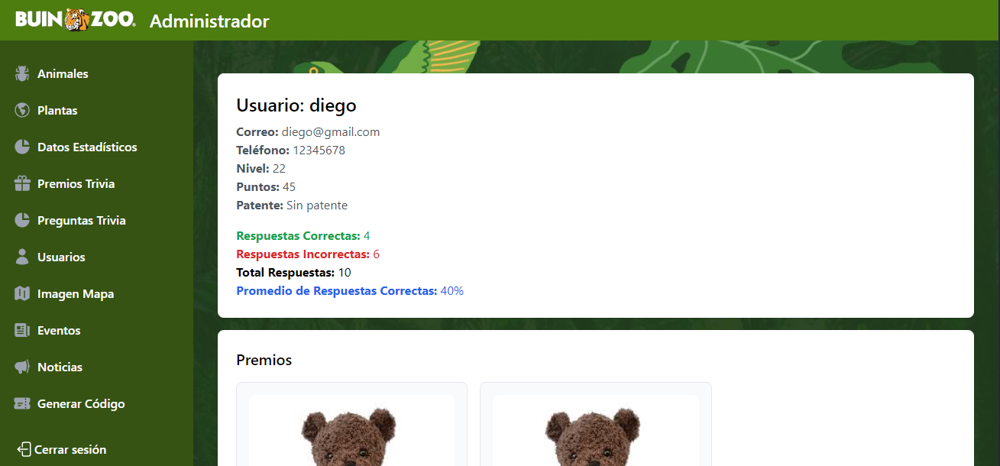 BUIN ZOO
Administrador
Animales
Plantas
Datos Estadísticos
Premios Trivia
Preguntas Trivia
Usuarios
Imagen Mapa
Eventos
Noticias
Generar Código
Cerrar sesión
Usuario: diego
Correo: diego@gmail.com
Teléfono: 12345678
Nivel: 22
Puntos: 45
Patente: Sin patente
Respuestas Correctas: 4
Respuestas Incorrectas: 6
Total Respuestas: 10
Promedio de Respuestas Correctas: 40%
Premios